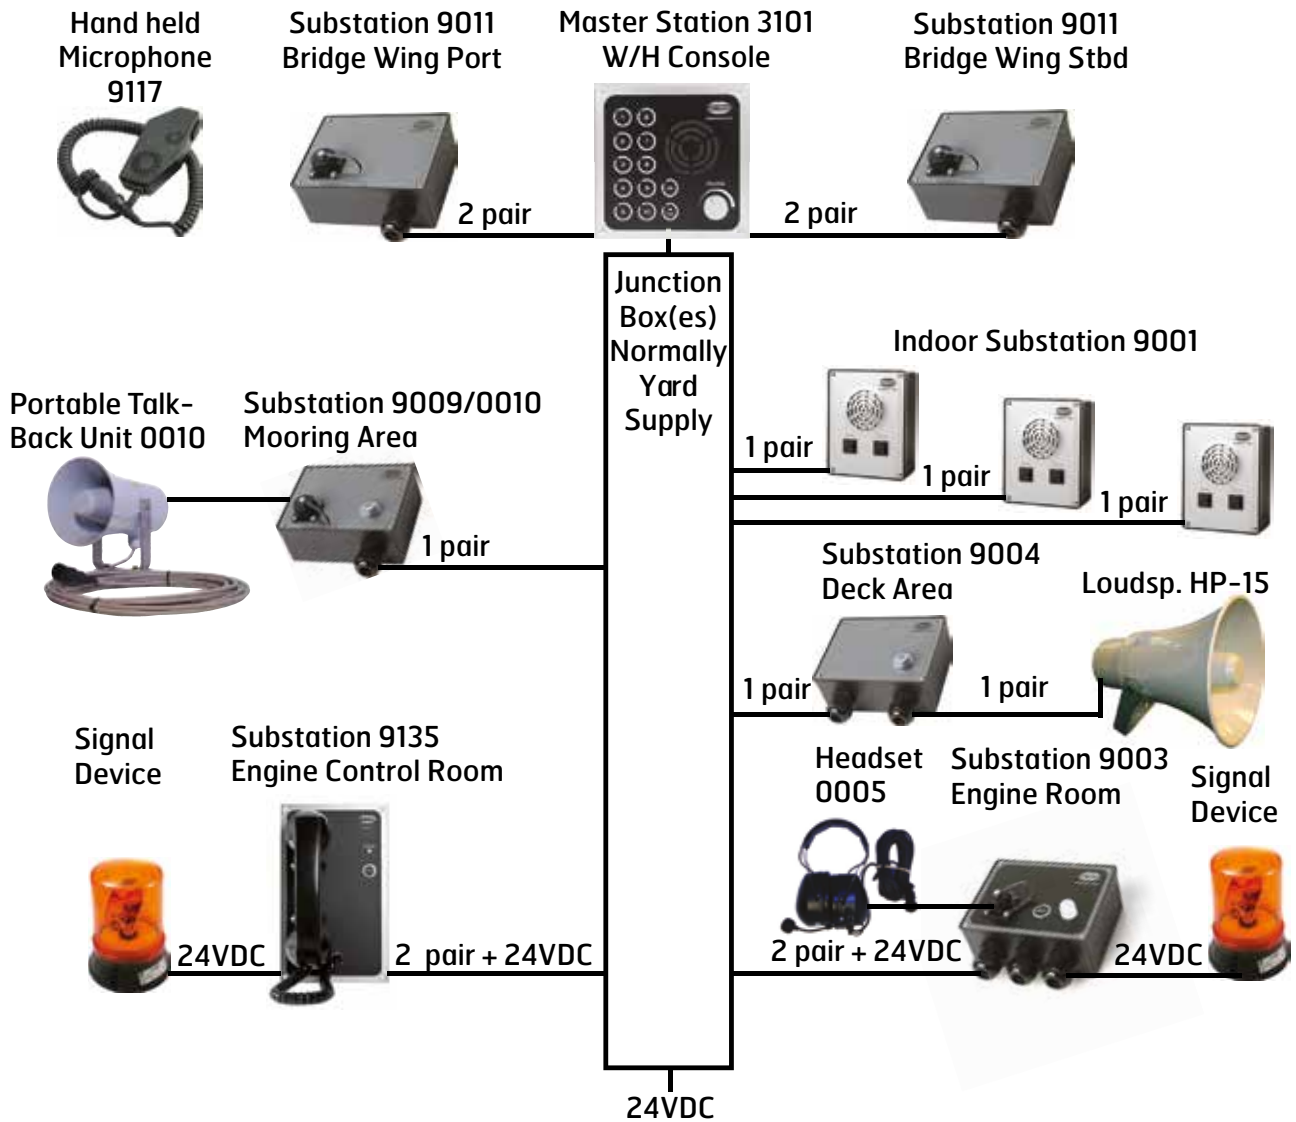 Hand held
Microphone
9117
Substation 9011
Bridge Wing Port
Master Station 3101
W/H Console
Substation 9011
Bridge Wing Stbd
2 pair
2 pair
Junction
Box(es)
Normally
Yard
Supply
Indoor Substation 9001
1 pair
1 pair
1 pair
Portable Talk-
Back Unit 0010
Substation 9009/0010
Mooring Area
1 pair
Substation 9004
Deck Area
Loudsp. HP-15
1 pair
1 pair
Signal
Device
Substation 9135
Engine Control Room
24VDC
2 pair + 24VDC
Headset
0005
Substation 9003
Engine Room
Signal
Device
2 pair + 24VDC
24VDC
24VDC